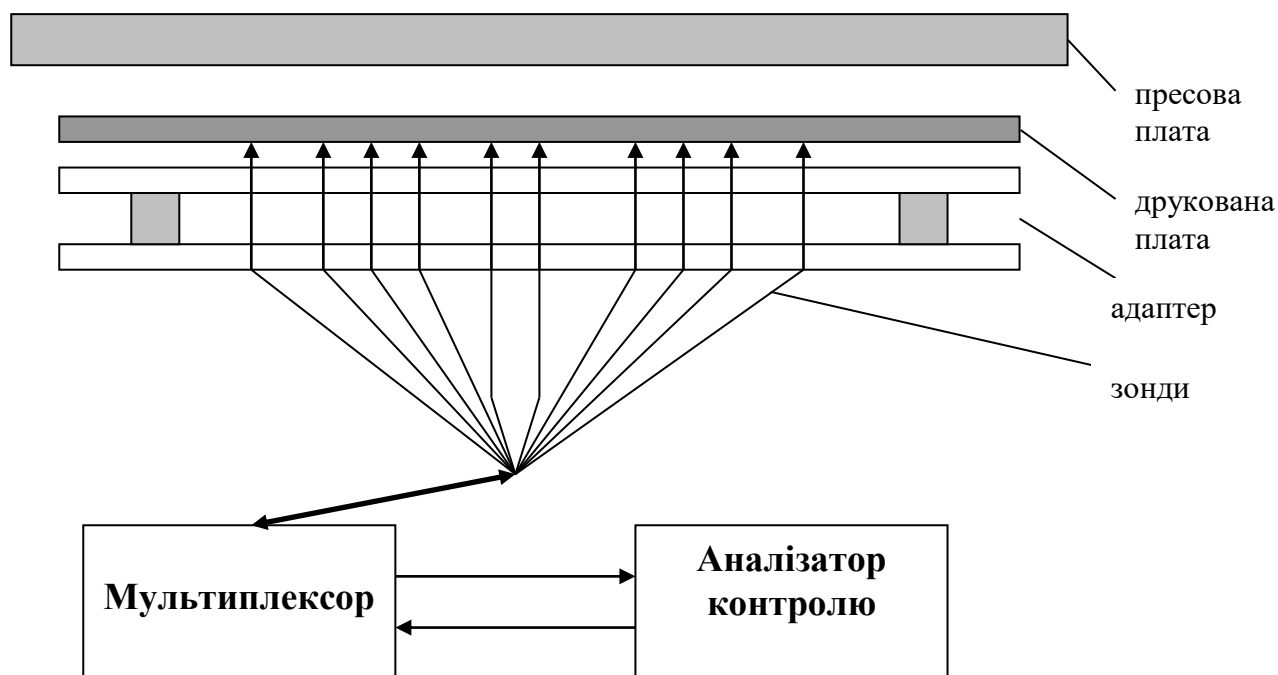 пресова
плата
друкована
плата
адаптер
зонди
Мультиплексор
Аналізатор
контролю